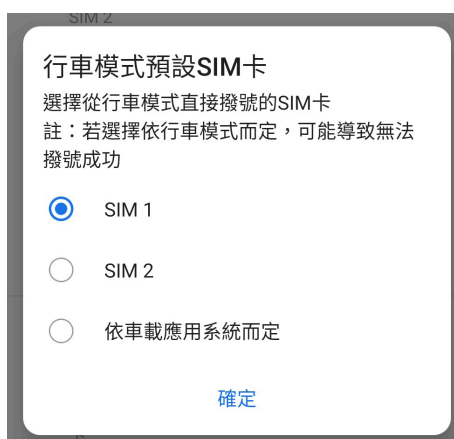 SIM 2
行車模式預設SIM卡
選擇從行車模式直接撥號的SIM卡
註：若選擇依行車模式而定，可能導致無法
撥號成功
SIM 1
SIM 2
依車載應用系統而定
確定